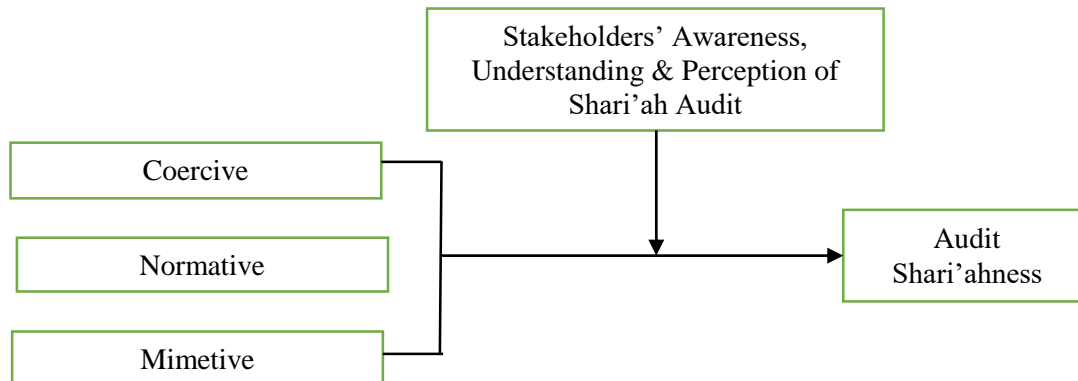 Stakeholders’ Awareness,
Understanding & Perception of
Shari’ah Audit
Coercive
Normative
Mimetive
Audit
Shari’ahness